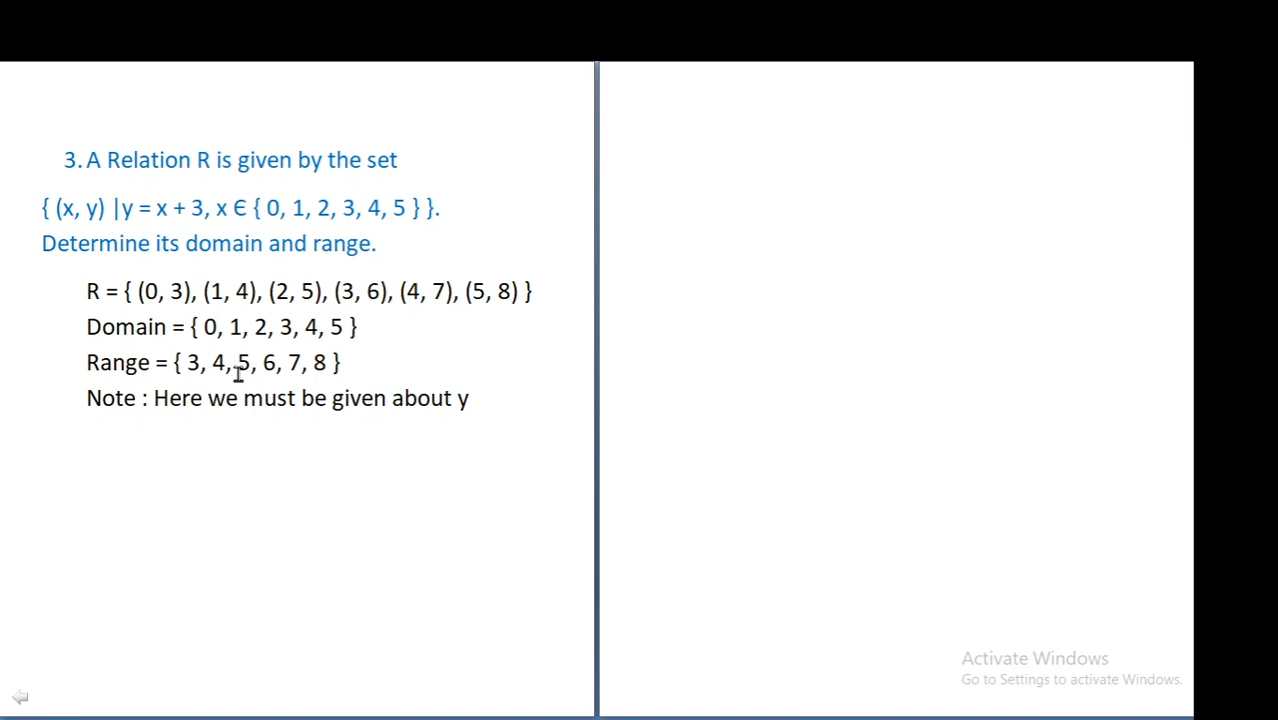 3. A Relation R is given by the set
{ (x, y) |y = x + 3, x Є { 0, 1, 2, 3, 4, 5 } }.
Determine its domain and range.
R = { (0, 3), (1, 4), (2, 5), (3, 6), (4, 7), (5, 8) }
Domain = { 0, 1, 2, 3, 4, 5 }
Range = { 3, 4, 5, 6, 7, 8 }
Note : Here we must be given about y
Activate Windows
Go to Settings to activate Windows.